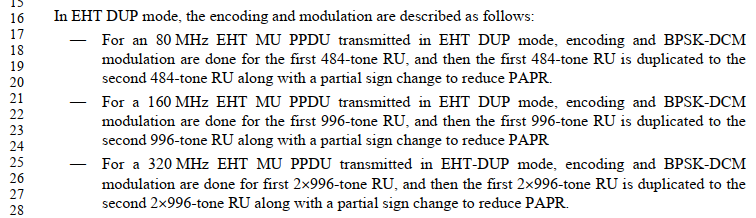 15
16 In EHT DUP mode, the encoding and modulation are described as follows:
17 — For an 80 MHz EHT MU PPDU transmitted in EHT DUP mode, encoding and BPSK-DCM
18 modulation are done for the first 484-tone RU, and then the first 484-tone RU is duplicated to the
19
20 second 484-tone RU along with a partial sign change to reduce PAPR.
21 — For a 160 MHz EHT MU PPDU transmitted in EHT DUP mode, encoding and BPSK-DCM
22 modulation are done for the first 996-tone RU, and then the first 996-tone RU is duplicated to the
23
24 second 996-tone RU along with a partial sign change to reduce PAPR
25 — For a 320 MHz EHT MU PPDU transmitted in EHT-DUP mode, encoding and BPSK-DCM
26 modulation are done for first 2×996-tone RU, and then the first 2×996-tone RU is duplicated to the
27
28 second 2×996-tone RU along with a partial sign change to reduce PAPR.